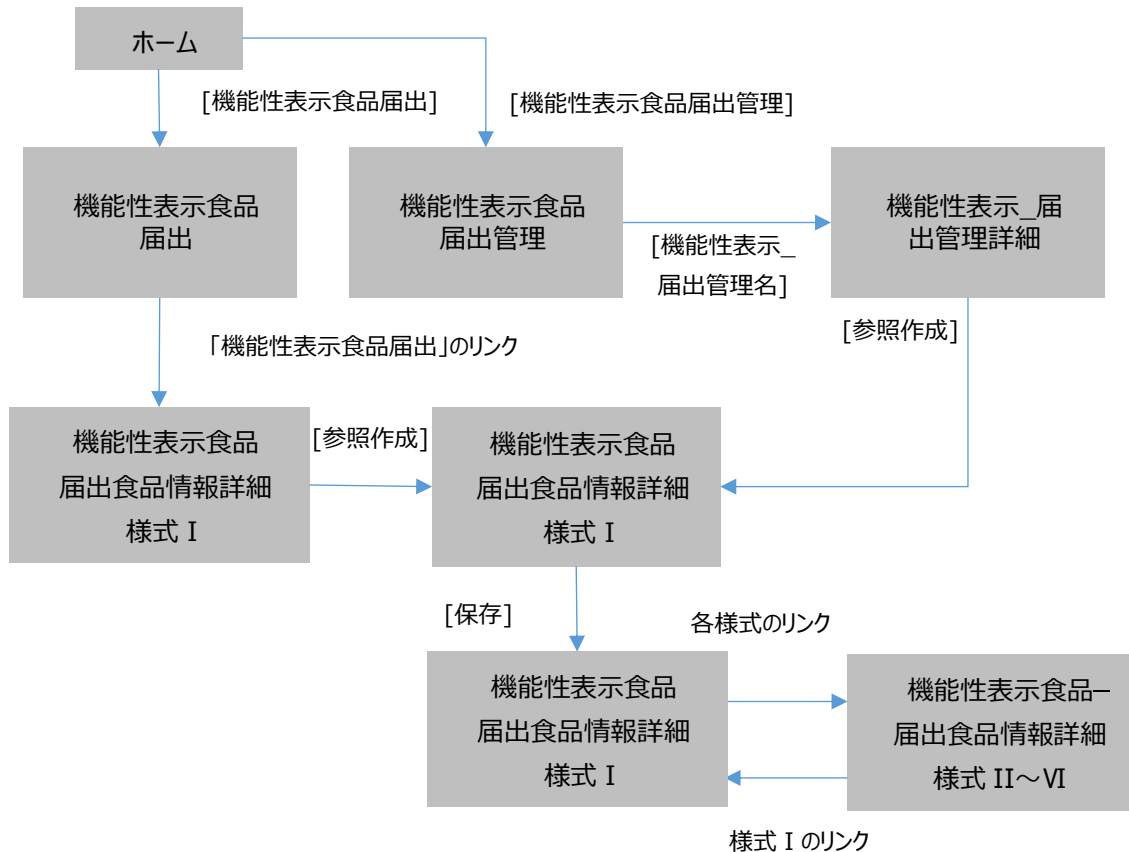 ホーム
[機能性表示食品届出]
[機能性表示食品届出管理]
機能性表示食品
届出
機能性表示食品
届出管理
機能性表示_届
出管理詳細
[機能性表示_
届出管理名]
「機能性表示食品届出」のリンク
[参照作成]
機能性表示食品
届出食品情報詳細
様式 I
[参照作成]
機能性表示食品
届出食品情報詳細
様式 I
[保存]
各様式のリンク
機能性表示食品
届出食品情報詳細
様式 I
機能性表示食品–
届出食品情報詳細
様式 II～Ⅵ
様式 I のリンク